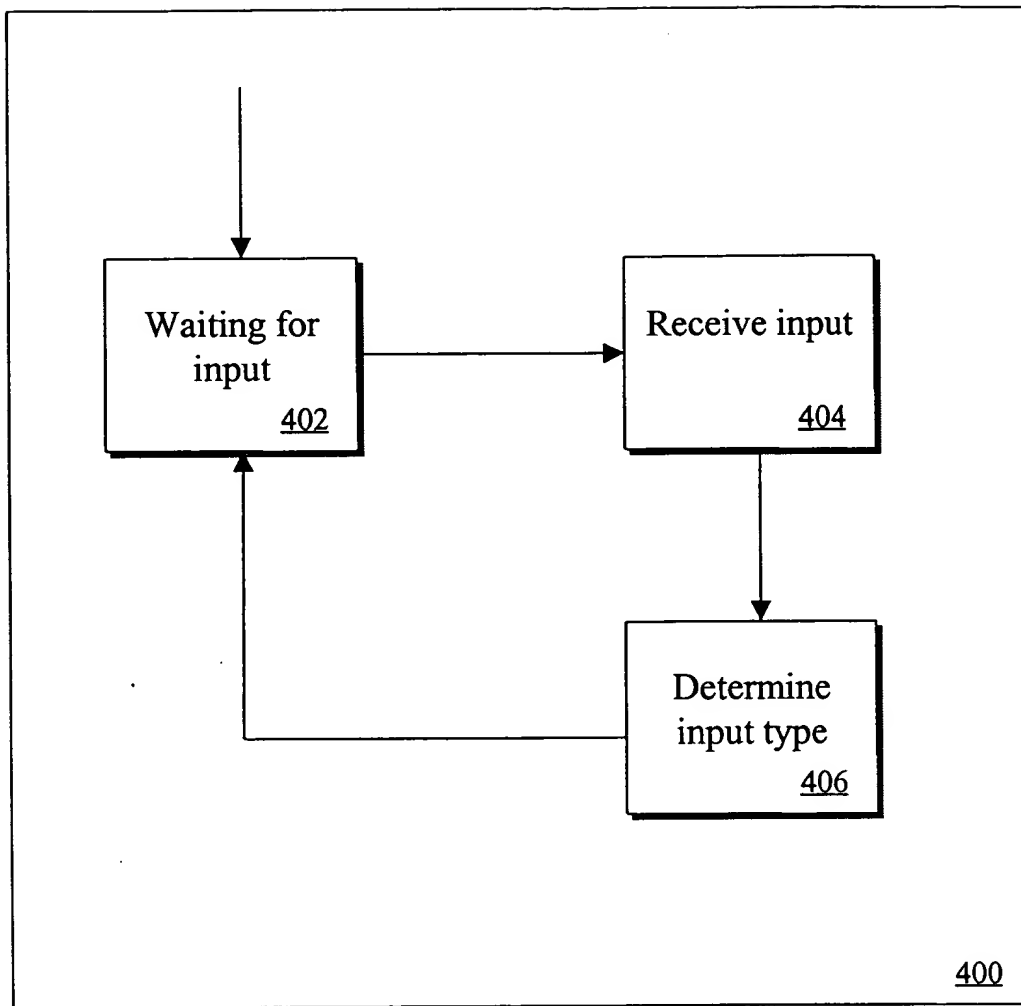 Waiting for
input
402
Receive input
404
Determine
input type
406
400